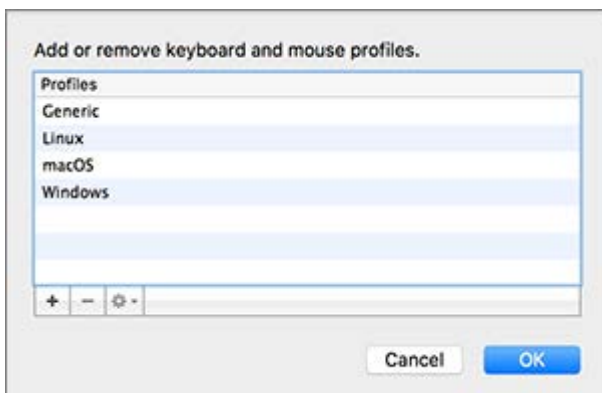 Add or remove keyboard and mouse profiles.
Profiles
Generic
Linux
macOS
Windows
+ −
Cancel OK